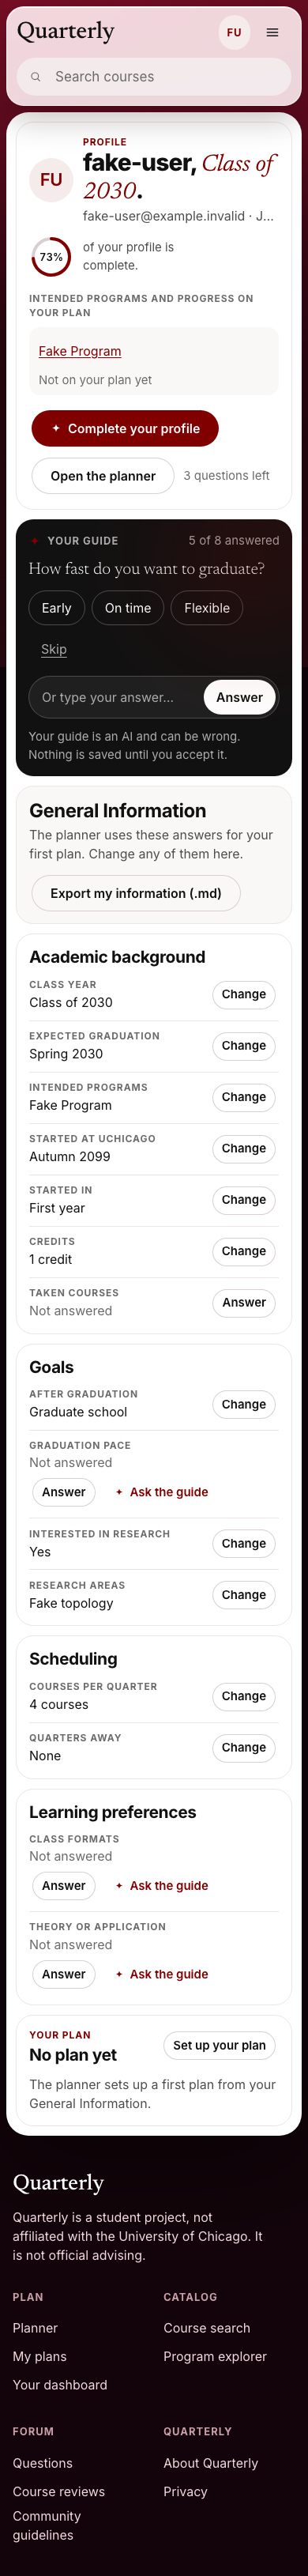 Quarterly
FU
Search courses
PROFILE
FU
fake-user, Class of
2030.
fake-user@example.invalid · J...
73%
of your profile is
complete.
INTENDED PROGRAMS AND PROGRESS ON
YOUR PLAN
Fake Program
Not on your plan yet
Complete your profile
Open the planner
3 questions left
YOUR GUIDE
5 of 8 answered
How fast do you want to graduate?
Early
On time
Flexible
Skip
Or type your answer...
Answer
Your guide is an AI and can be wrong.
Nothing is saved until you accept it.
General Information
The planner uses these answers for your
first plan. Change any of them here.
Export my information (.md)
Academic background
CLASS YEAR
Class of 2030
Change
EXPECTED GRADUATION
Spring 2030
Change
INTENDED PROGRAMS
Fake Program
Change
STARTED AT UCHICAGO
Autumn 2099
Change
STARTED IN
First year
Change
CREDITS
1 credit
Change
TAKEN COURSES
Not answered
Answer
Goals
AFTER GRADUATION
Graduate school
Change
GRADUATION PACE
Not answered
Answer
Ask the guide
INTERESTED IN RESEARCH
Yes
Change
RESEARCH AREAS
Fake topology
Change
Scheduling
COURSES PER QUARTER
4 courses
Change
QUARTERS AWAY
None
Change
Learning preferences
CLASS FORMATS
Not answered
Answer
Ask the guide
THEORY OR APPLICATION
Not answered
Answer
Ask the guide
YOUR PLAN
No plan yet
Set up your plan
The planner sets up a first plan from your
General Information.
Quarterly
Quarterly is a student project, not
affiliated with the University of Chicago. It
is not official advising.
PLAN
Planner
My plans
Your dashboard
CATALOG
Course search
Program explorer
FORUM
Questions
Course reviews
Community
guidelines
QUARTERLY
About Quarterly
Privacy